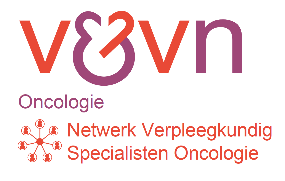 v&vn
Oncologie
Netwerk Verpleegkundig
Specialisten Oncologie